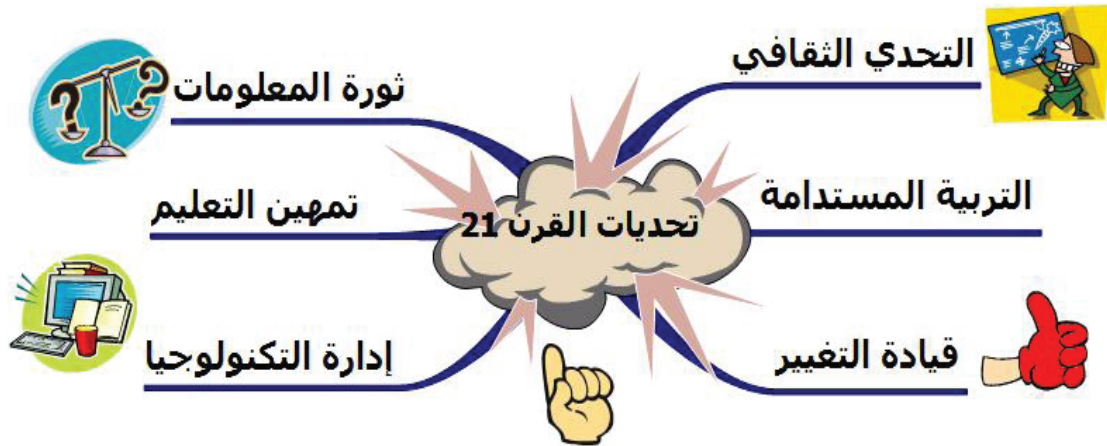 التحدي الثقافي
ثورة المعلومات
التربية المستدامة
تمهين التعليم
تحديات القرن 21
قيادة التغيير
إدارة التكنولوجيا